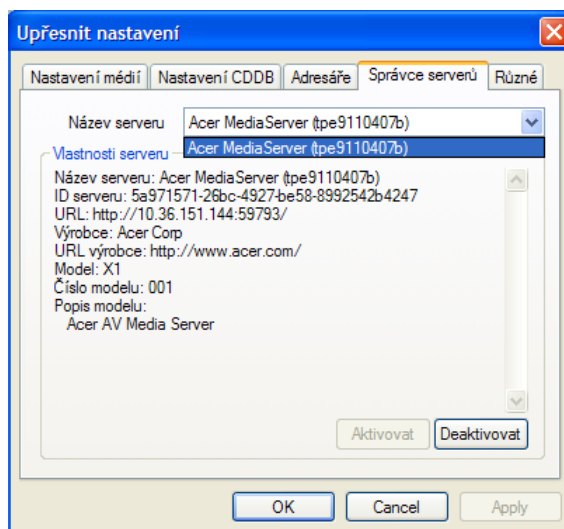 Upřesnit nastavení
Nastavení médií Nastavení CDDB Adresáře Správce serverů Různé
Název serveru Acer MediaServer (tpe9110407b)
Acer MediaServer (tpe9110407b)
Vlastnosti serveru
Název serveru: Acer MediaServer (tpe9110407b)
ID serveru: 5a971571-26bc-4927-be58-8992542b4247
URL: http://10.36.151.144:59793/
Výrobce: Acer Corp
URL výrobce: http://www.acer.com/
Model: X1
Číslo modelu: 001
Popis modelu:
Acer AV Media Server
Aktivovat Deaktivovat
OK Cancel Apply